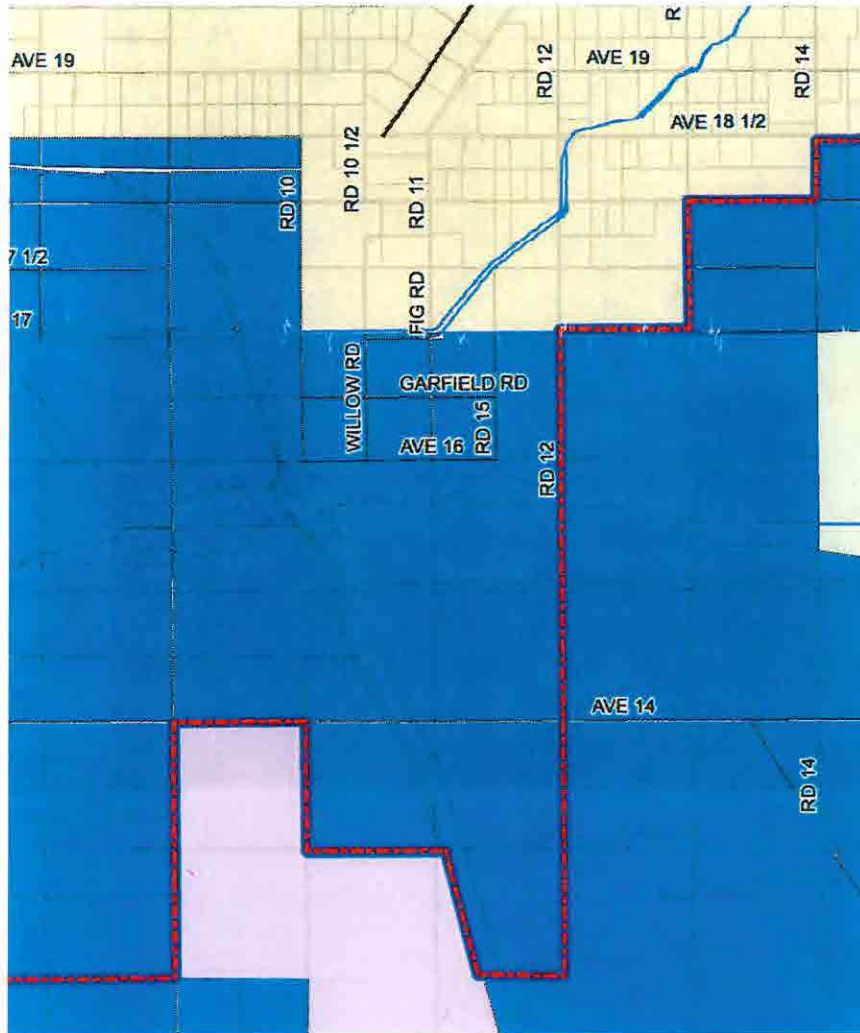 R
AVE 19
RD 12
AVE 19
RD 14
AVE 18 1/2
RD 10 1/2
RD 10
RD 11
7 1/2
17
FIG RD
WILLOW RD
GARFIELD RD
AVE 16
RD 15
RD 12
AVE 14
RD 14